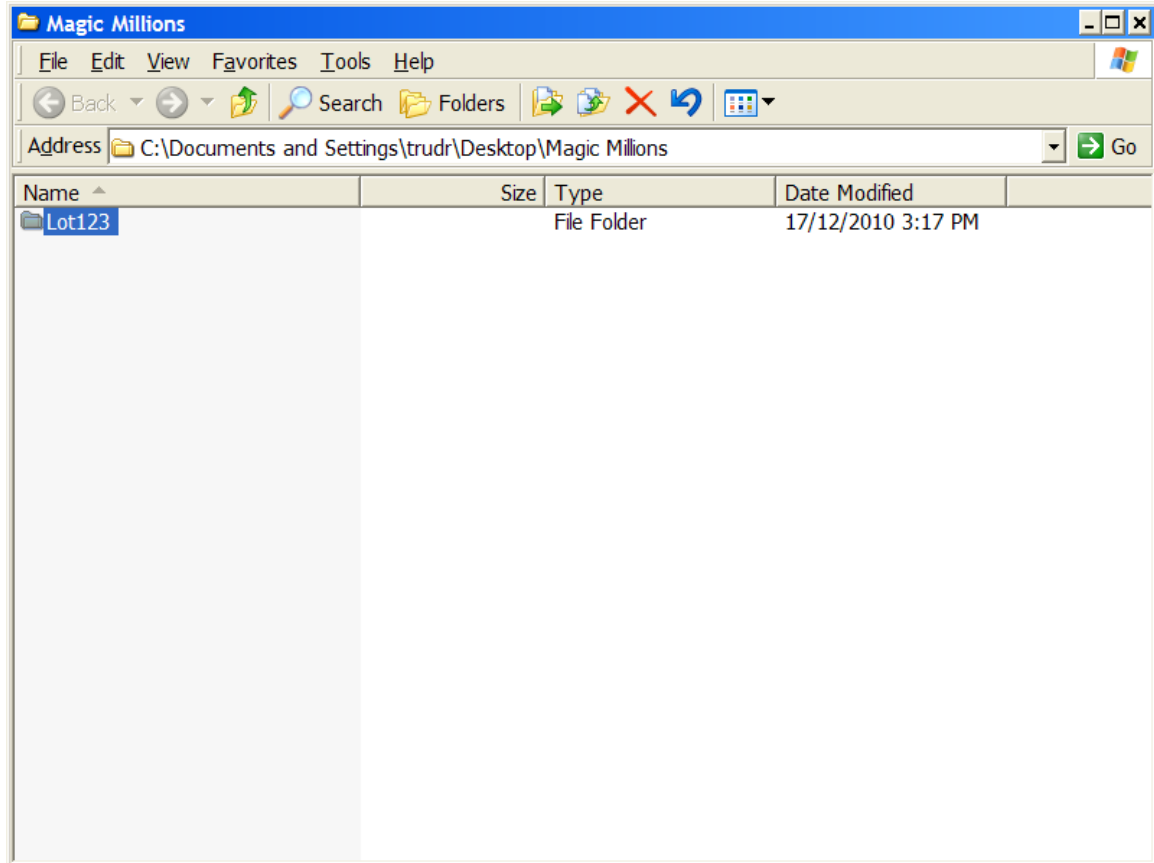 Magic Millions
File Edit View Favorites Tools Help
Back Search Folders
Address C:\Documents and Settings\trudr\Desktop\Magic Millions Go
Name Size Type Date Modified
Lot123 File Folder 17/12/2010 3:17 PM